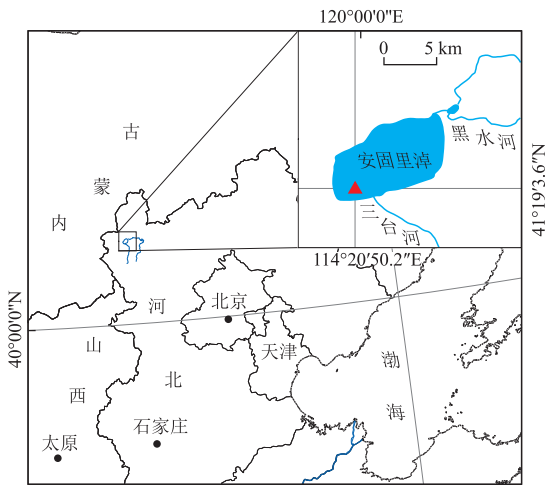 120°00′0″E
0 5 km
黑水河
安固里淖
三台河
41°19′3.6″N
114°20′50.2″E
内蒙古
河北
北京
天津
40°00′0″N
山西
渤海
石家庄
太原